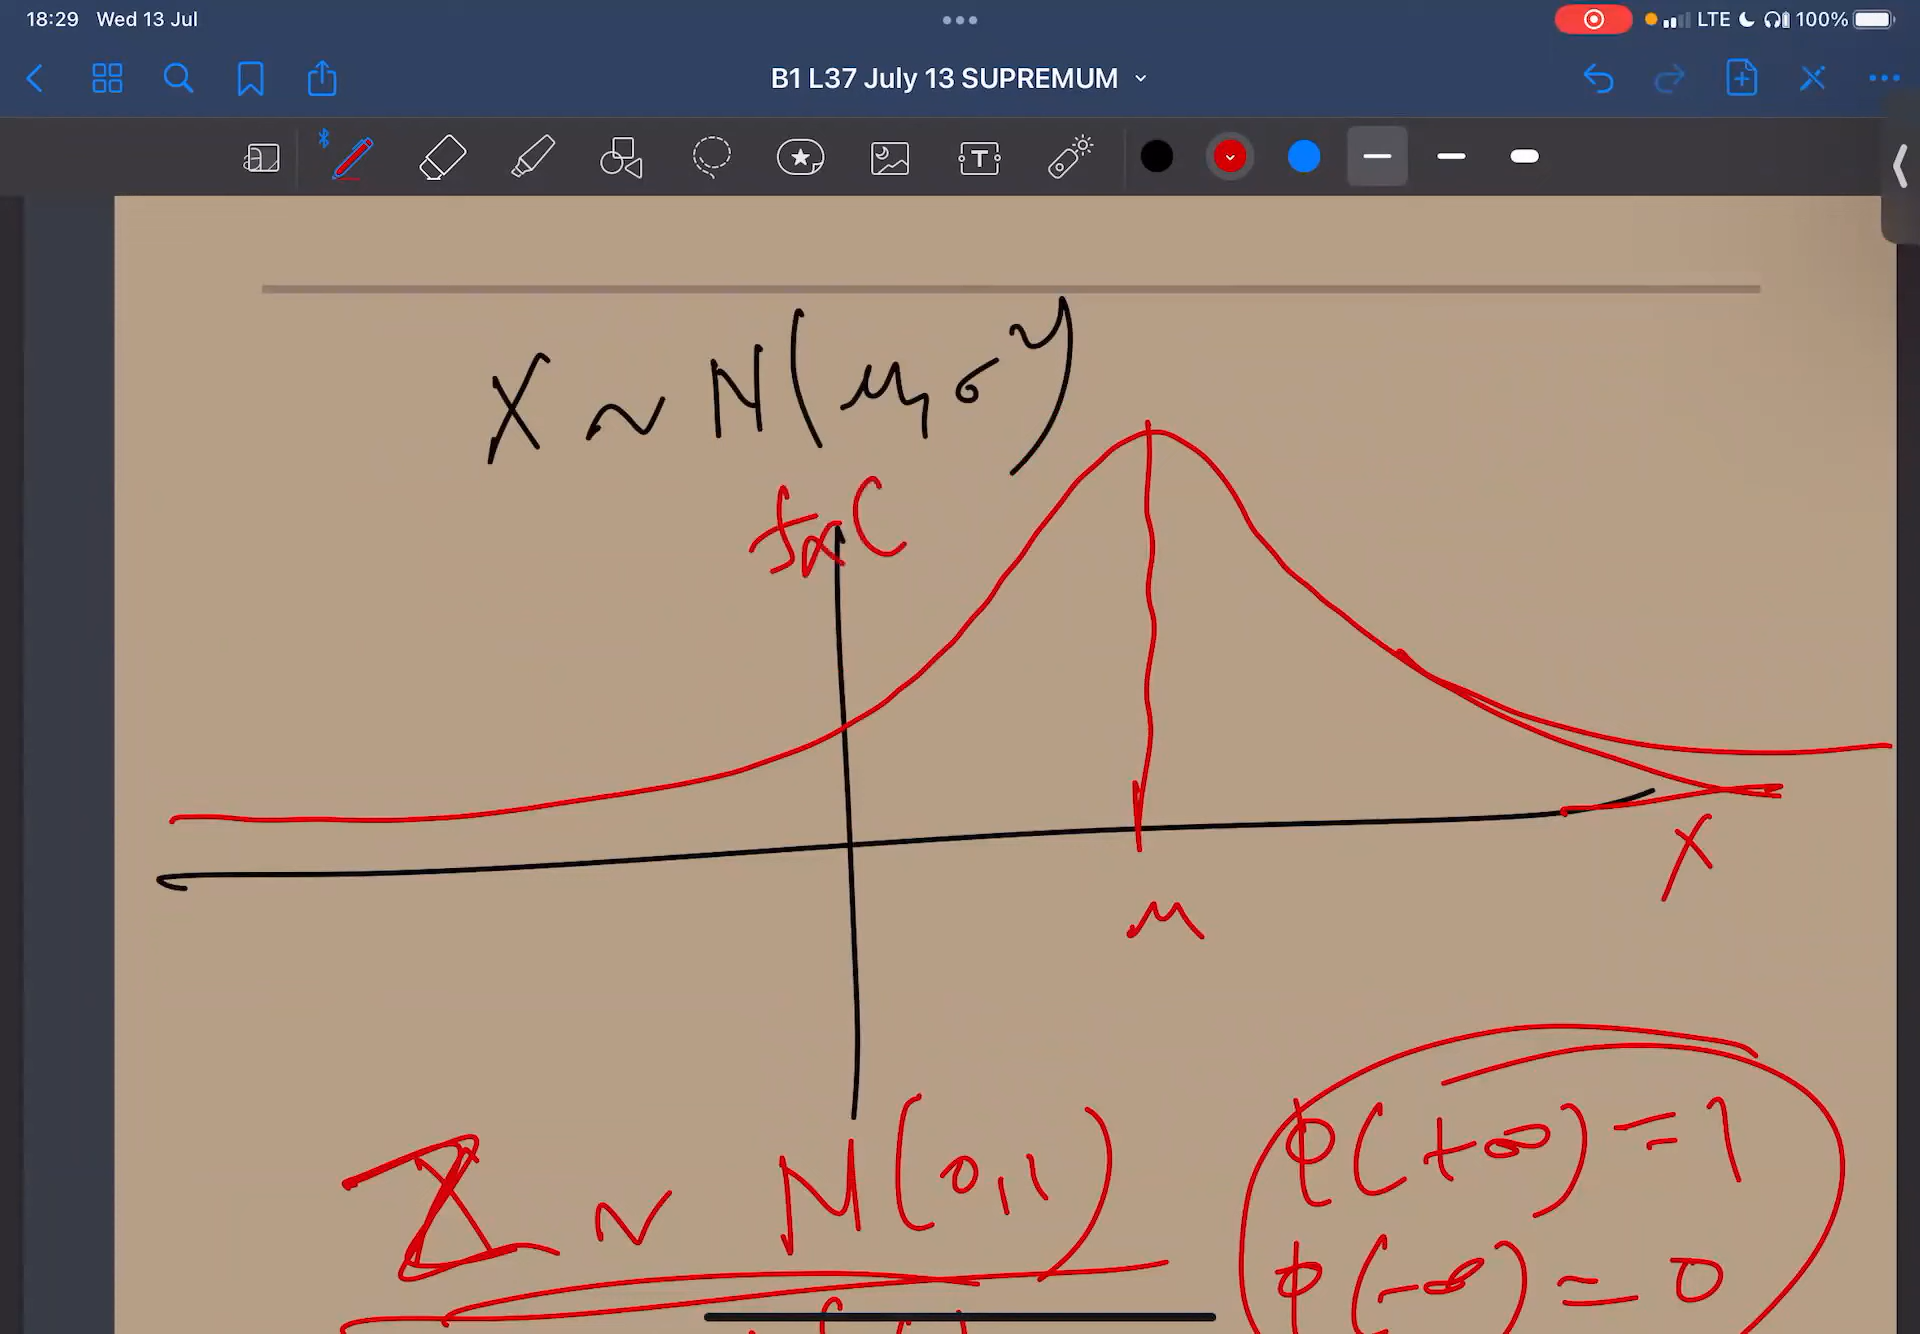 18:29 Wed 13 Jul
LTE 100%
B1 L37 July 13 SUPREMUM
X ~ N(μ, σ²)
fx(
X
μ
Z ~ N(0,1)
φ(+∞) = 1
φ(-∞) = 0